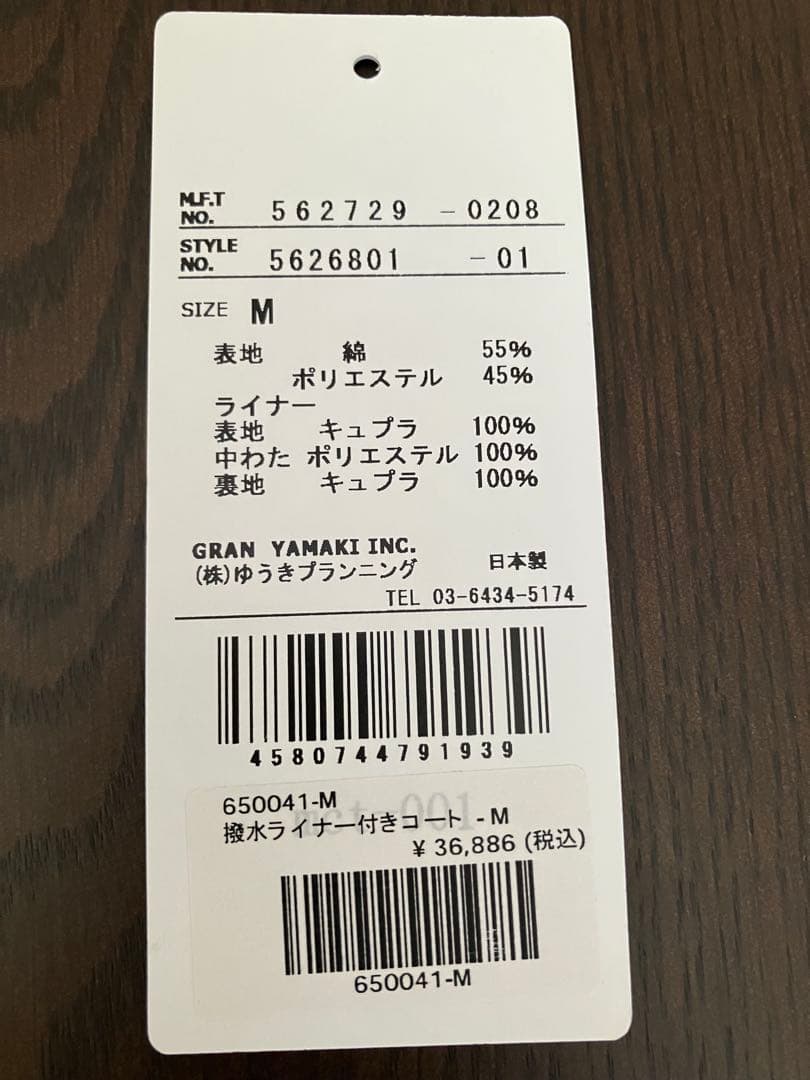 M.F.T NO. 562729 -0208
STYLE NO. 5626801 -01
SIZE M
表地 綿 55%
ポリエステル 45%
ライナー
表地 キュプラ 100%
中わた ポリエステル 100%
裏地 キュプラ 100%
GRAN YAMAKI INC.
(株)ゆうきプランニング 日本製
TEL 03-6434-5174
4580744791939
650041-M
撥水ライナー付きコート -M
¥ 36,886 (税込)
650041-M